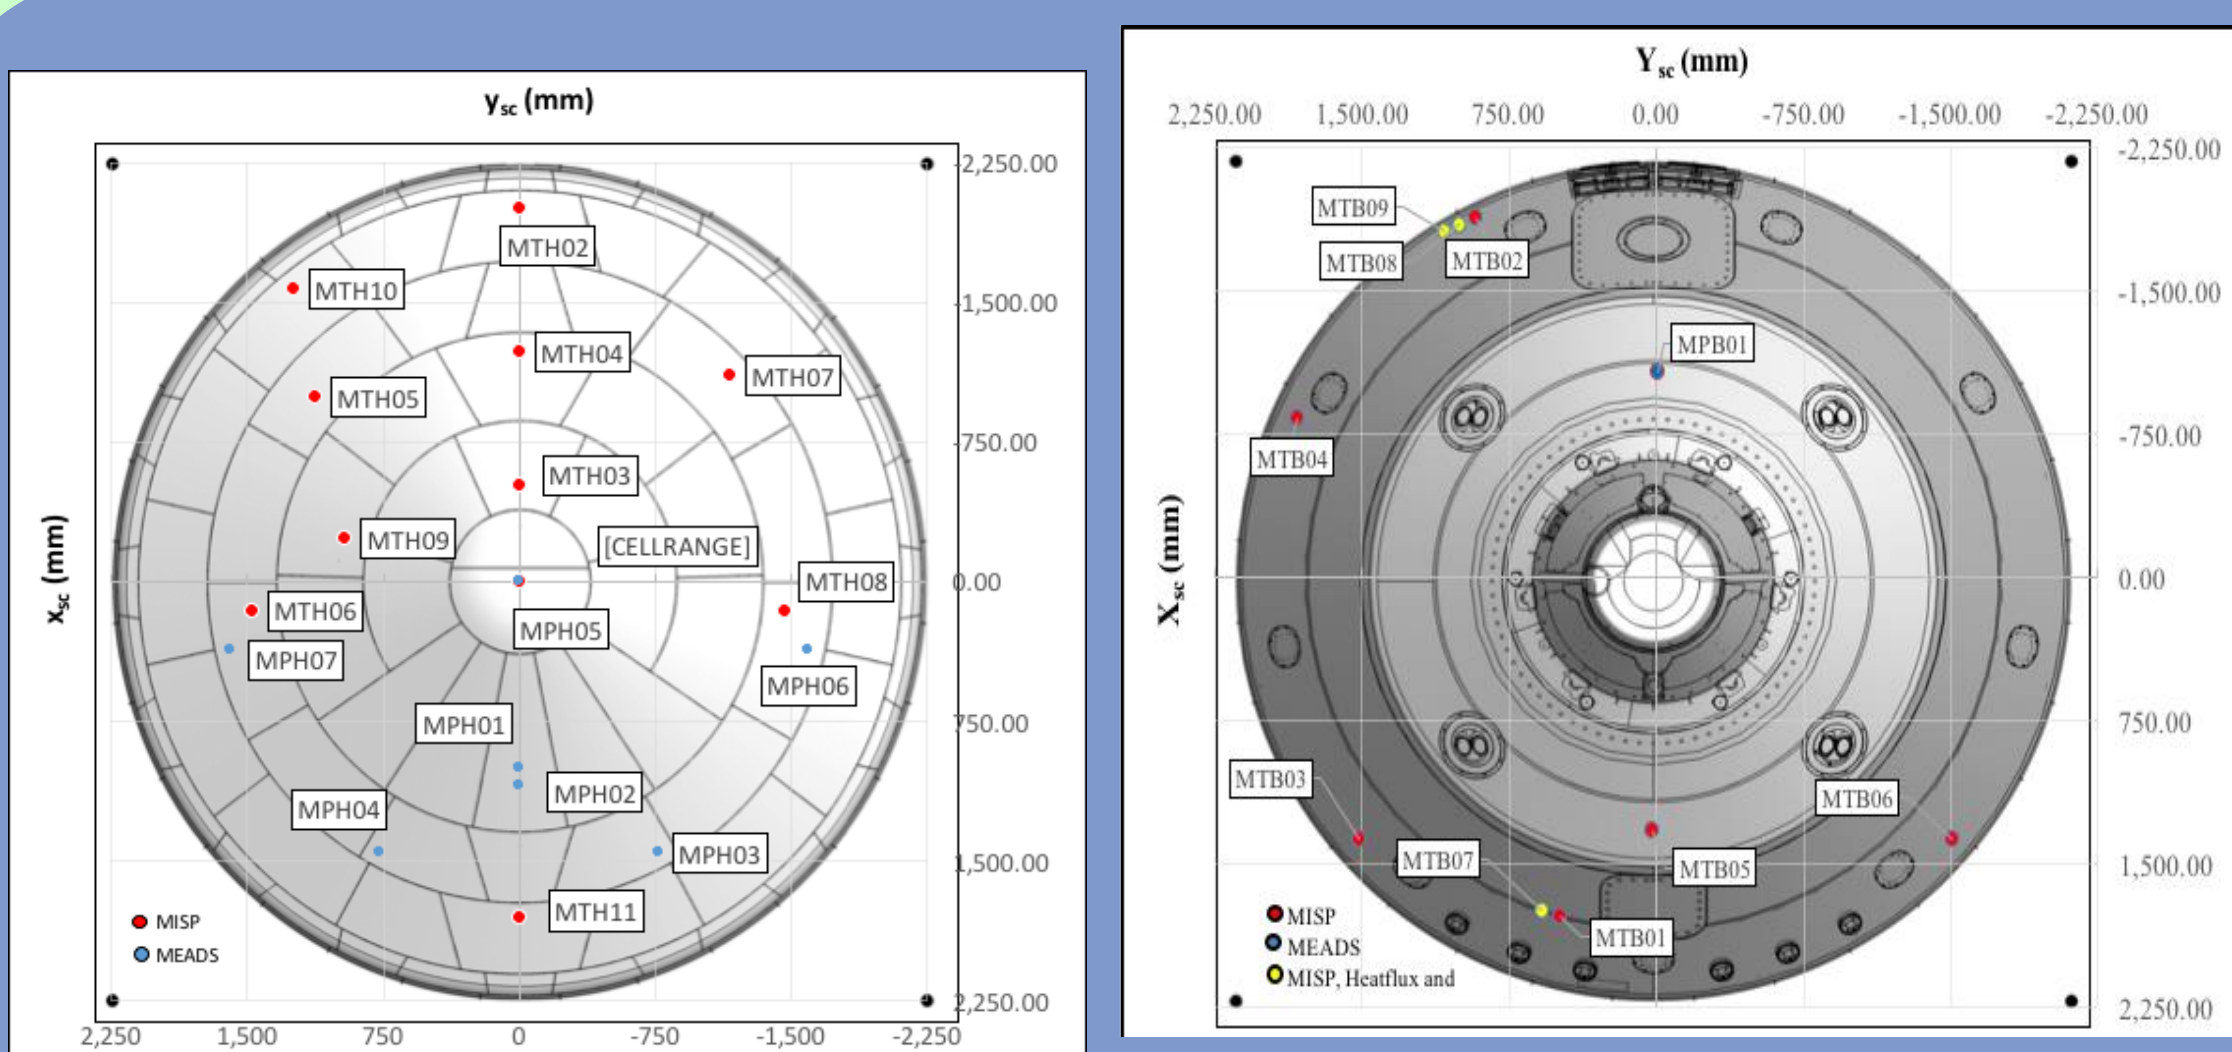 y_sc (mm)
-2,250.00
MTH02
MTH10
-1,500.00
MTH04
MTH07
MTH05
-750.00
MTH03
MTH09
[CELLRANGE]
x_sc (mm)
MTH08
0.00
MTH06
MPH05
MPH07
MPH06
MPH01
750.00
MPH02
MPH04
MPH03
1,500.00
MTH11
MISP
MEADS
2,250.00
2,250 1,500 750 0 -750 -1,500 -2,250
Y_sc (mm)
2,250.00 1,500.00 750.00 0.00 -750.00 -1,500.00 -2,250.00
-2,250.00
MTB09
MTB08
MTB02
-1,500.00
MPB01
-750.00
MTB04
X_sc (mm)
0.00
750.00
MTB03
MTB06
MTB07
MTB05
1,500.00
MISP
MTB01
MEADS
MISP, Heatflux and
2,250.00